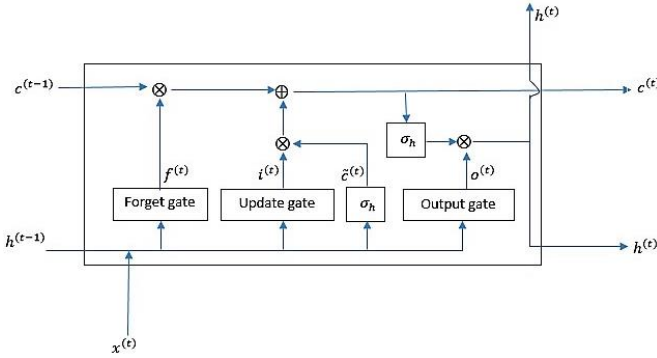 h^(t)
c^(t-1)
c^(t)
σ_h
f^(t)
i^(t)
c̃^(t)
o^(t)
Forget gate
Update gate
σ_h
Output gate
h^(t-1)
h^(t)
x^(t)